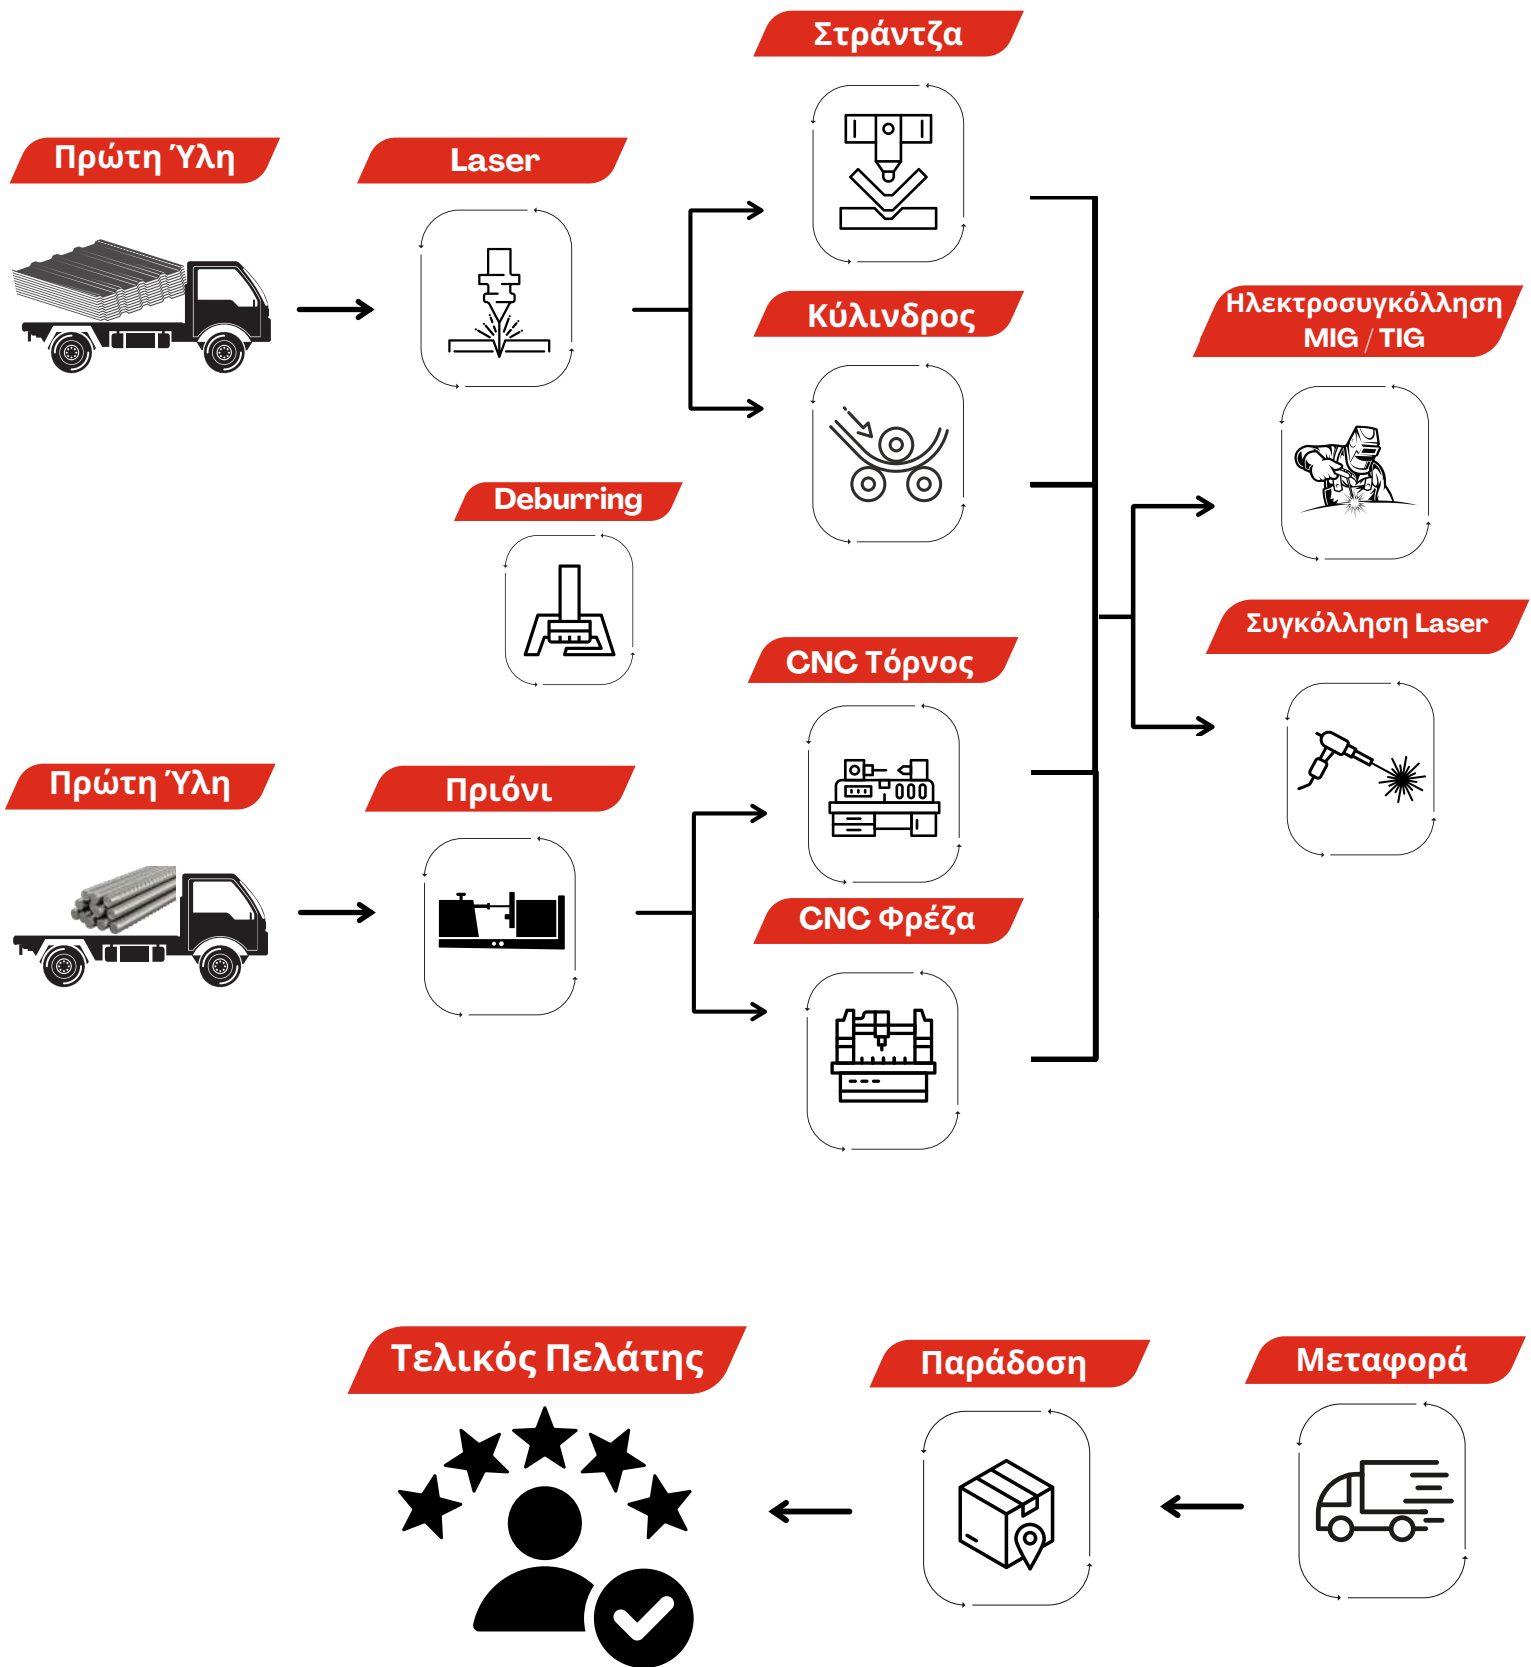 Στράντζα
Πρώτη Ύλη
Laser
Κύλινδρος
Ηλεκτροσυγκόλληση
MIG / TIG
Deburring
Συγκόλληση Laser
CNC Τόρνος
Πρώτη Ύλη
Πριόνι
CNC Φρέζα
Τελικός Πελάτης
Παράδοση
Μεταφορά